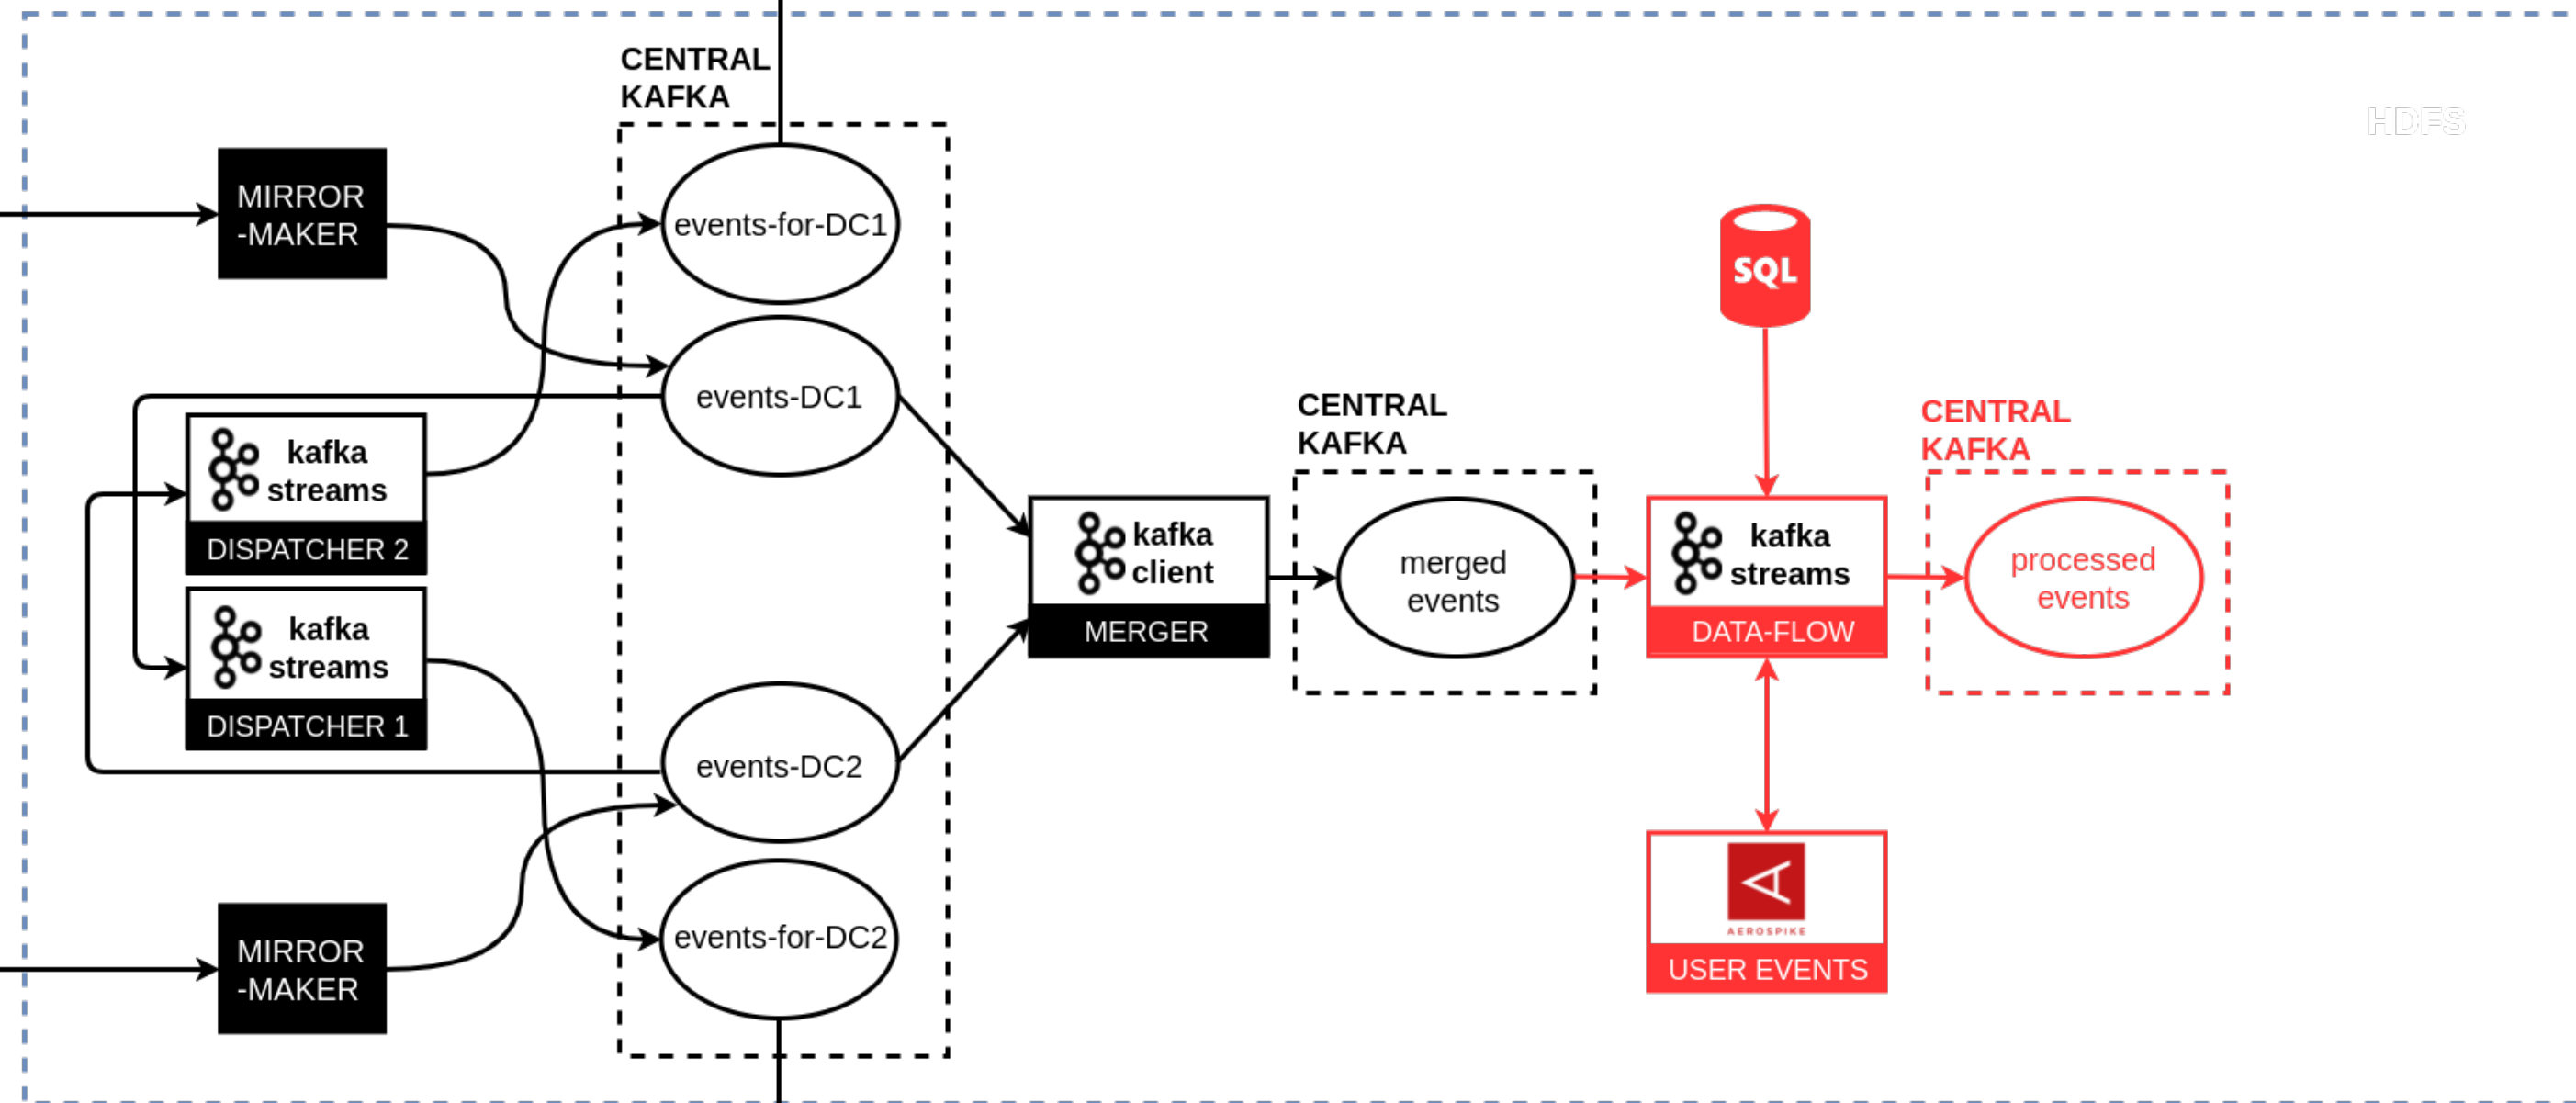 CENTRAL
KAFKA
HDFS
MIRROR
-MAKER
events-for-DC1
SQL
events-DC1
CENTRAL
KAFKA
CENTRAL
KAFKA
kafka
streams
DISPATCHER 2
kafka
client
MERGER
merged
events
kafka
streams
DATA-FLOW
processed
events
kafka
streams
DISPATCHER 1
events-DC2
AEROSPIKE
USER EVENTS
MIRROR
-MAKER
events-for-DC2